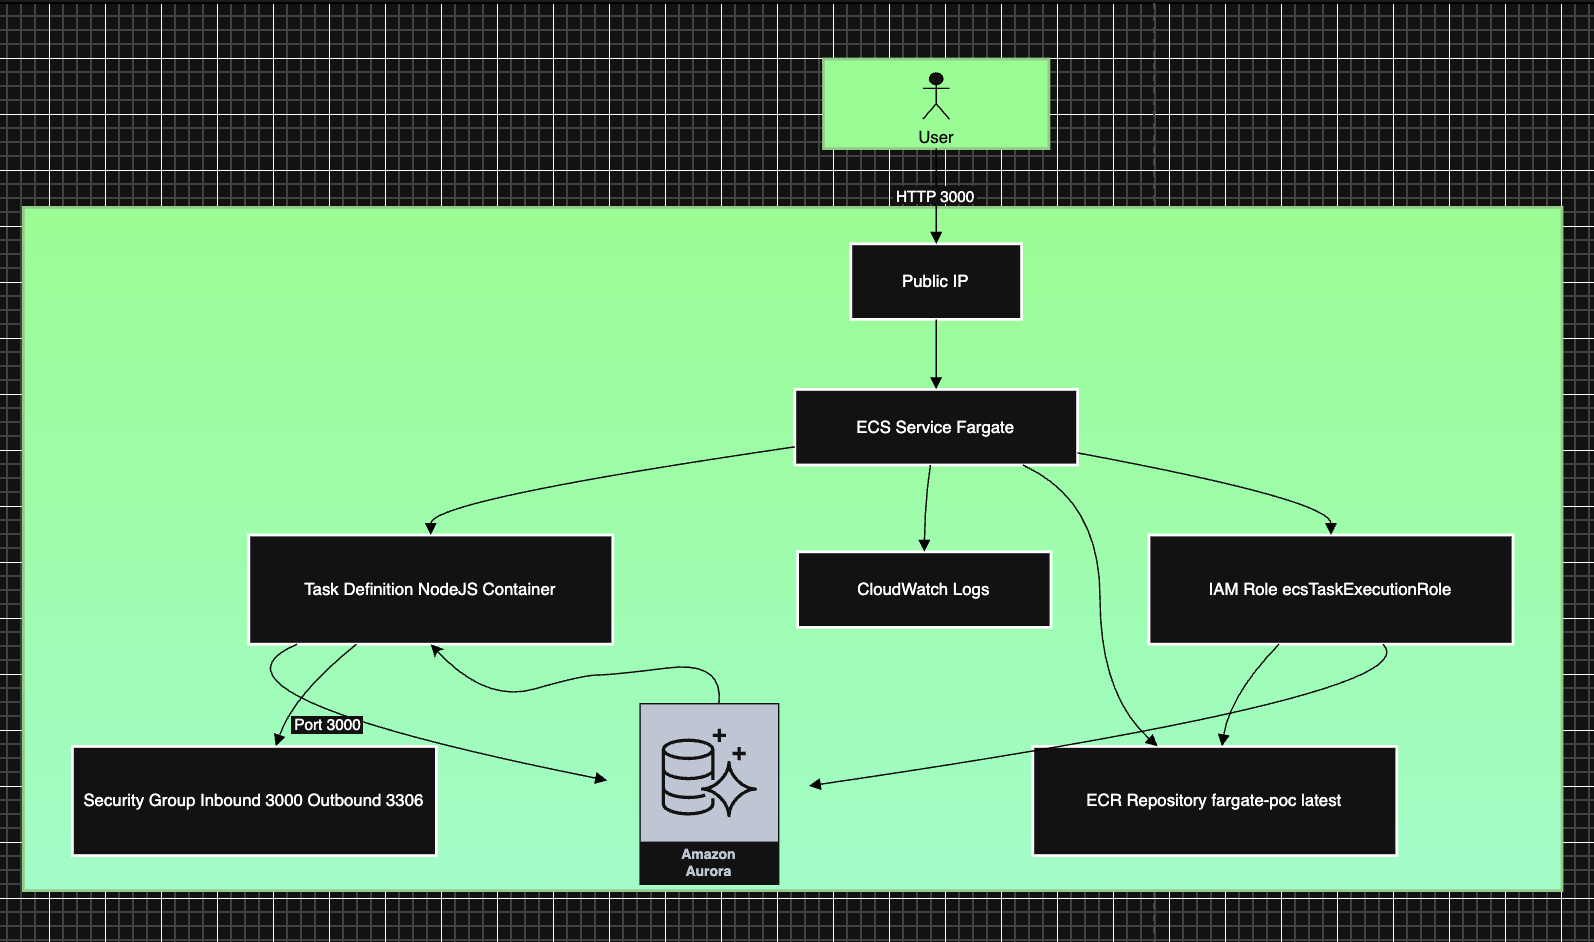 User
HTTP 3000
Public IP
ECS Service Fargate
Task Definition NodeJS Container
CloudWatch Logs
IAM Role ecsTaskExecutionRole
Port 3000
Security Group Inbound 3000 Outbound 3306
ECR Repository fargate-poc latest
Amazon
Aurora